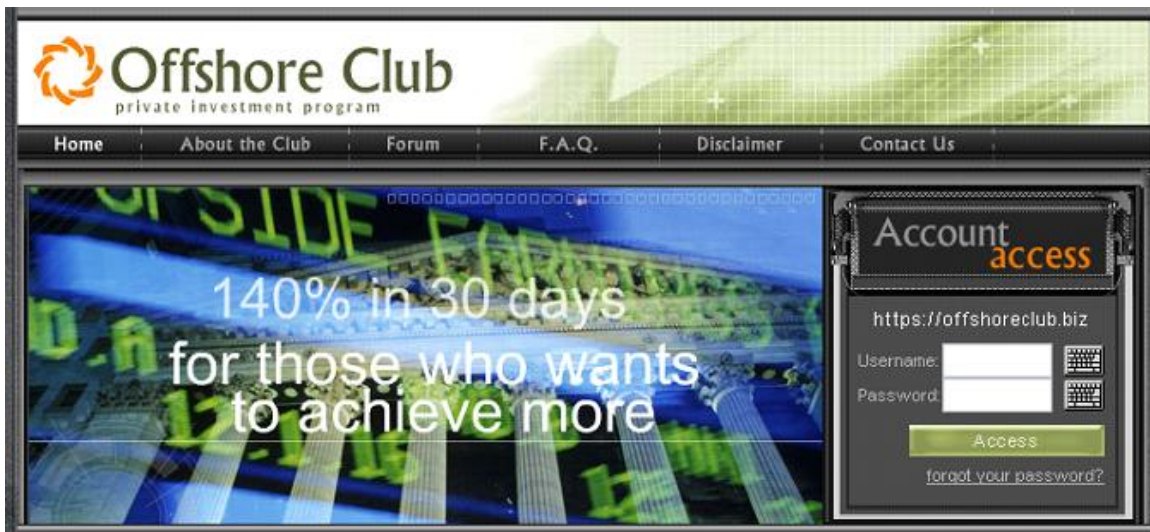 Offshore Club
private investment program
Home About the Club Forum F.A.Q. Disclaimer Contact Us
140% in 30 days
for those who wants
to achieve more
Account
access
https://offshoreclub.biz
Username:
Password:
Access
forgot your password?